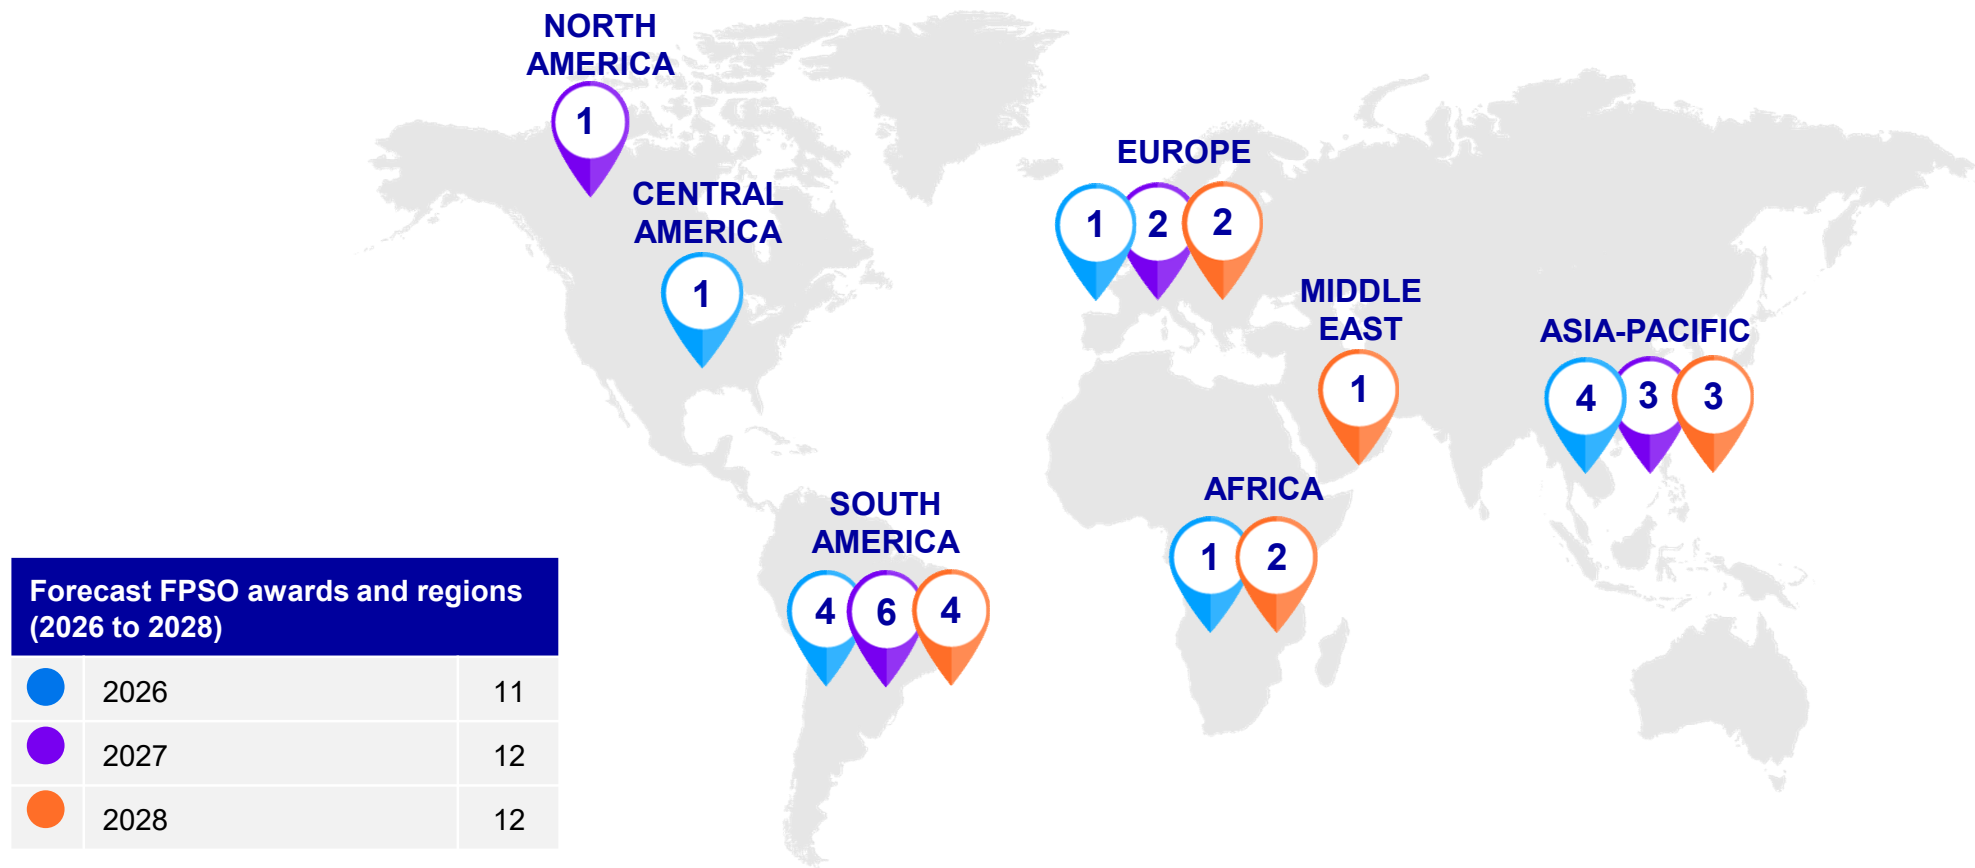 NORTH
AMERICA
1
CENTRAL
AMERICA
1
EUROPE
1 2 2
MIDDLE
EAST
1
ASIA-PACIFIC
4 3 3
AFRICA
1 2
SOUTH
AMERICA
4 6 4
Forecast FPSO awards and regions
(2026 to 2028)
2026 11
2027 12
2028 12